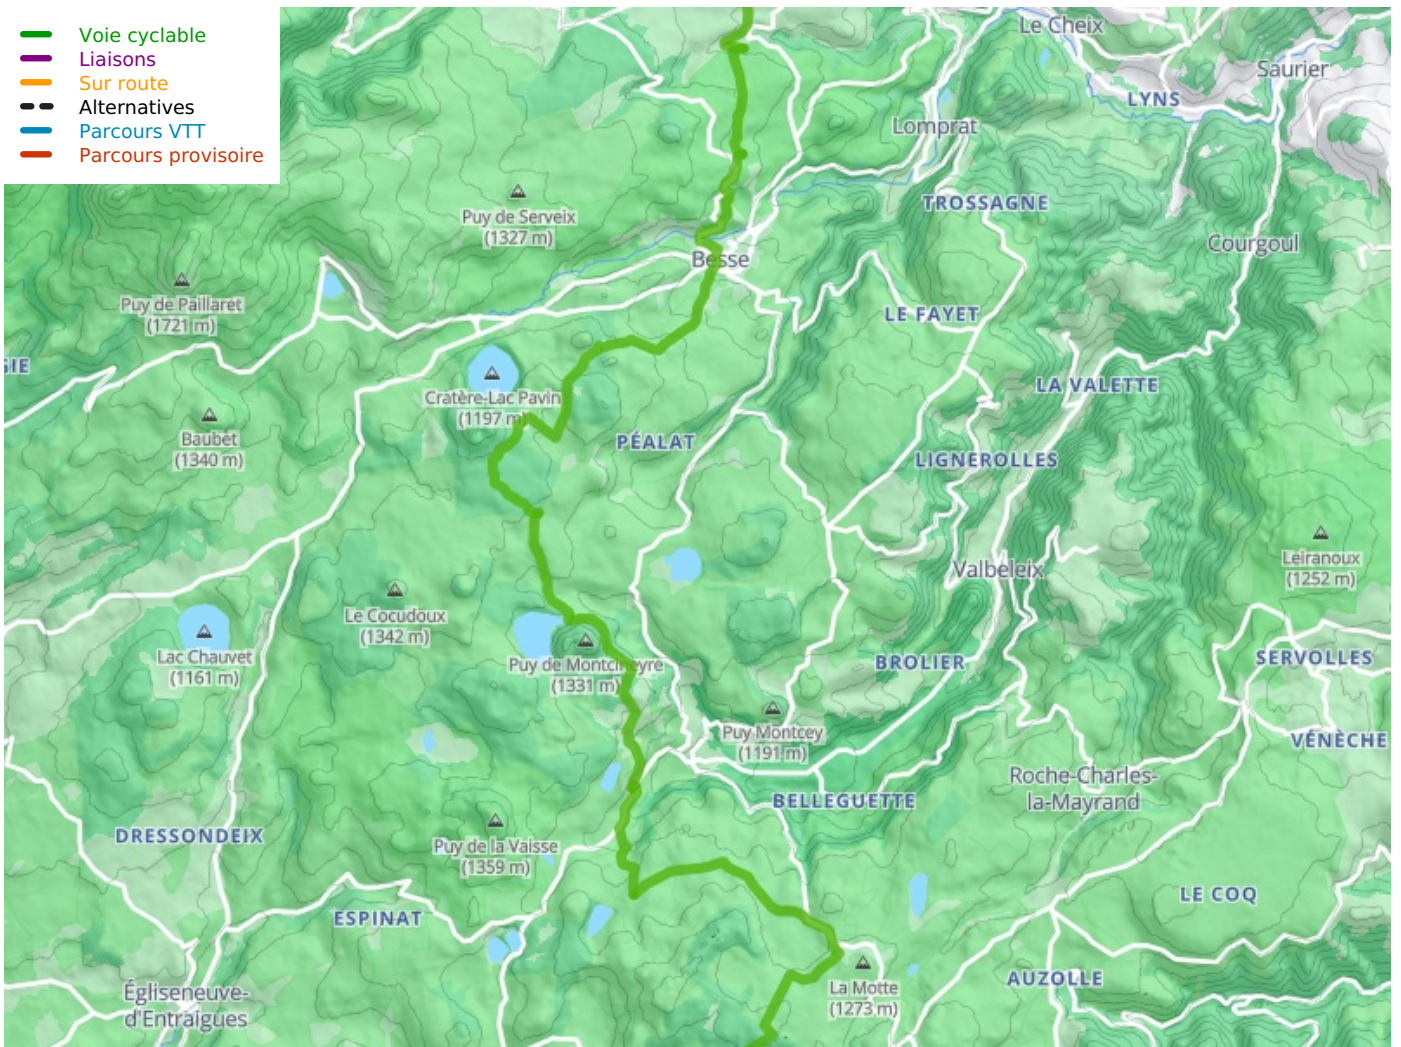 Voie cyclable
Liaisons
Sur route
Alternatives
Parcours VTT
Parcours provisoire
Le Cheix
Saurier
LYNS
Lomprat
TROSSAGNE
Puy de Serveix
(1327 m)
Courgoul
Besse
Puy de Paillaret
(1721 m)
LE FAYET
GIE
LA VALETTE
Cratère-Lac Pavin
(1197 m)
Baubet
(1340 m)
PÉALAT
LIGNEROLLES
Leiranoux
(1252 m)
Valbeleix
Le Cocudoux
(1342 m)
Lac Chauvet
(1161 m)
Puy de Montcineyre
(1331 m)
BROLIER
SERVOLLES
Puy Montcey
(1191 m)
VÉNÈCHE
Roche-Charles-
la-Mayrand
BELLEGUETTE
DRESSONDEIX
Puy de la Vaisse
(1359 m)
LE COQ
ESPINAT
AUZOLLE
La Motte
(1273 m)
Égliseneuve-
d'Entraigues